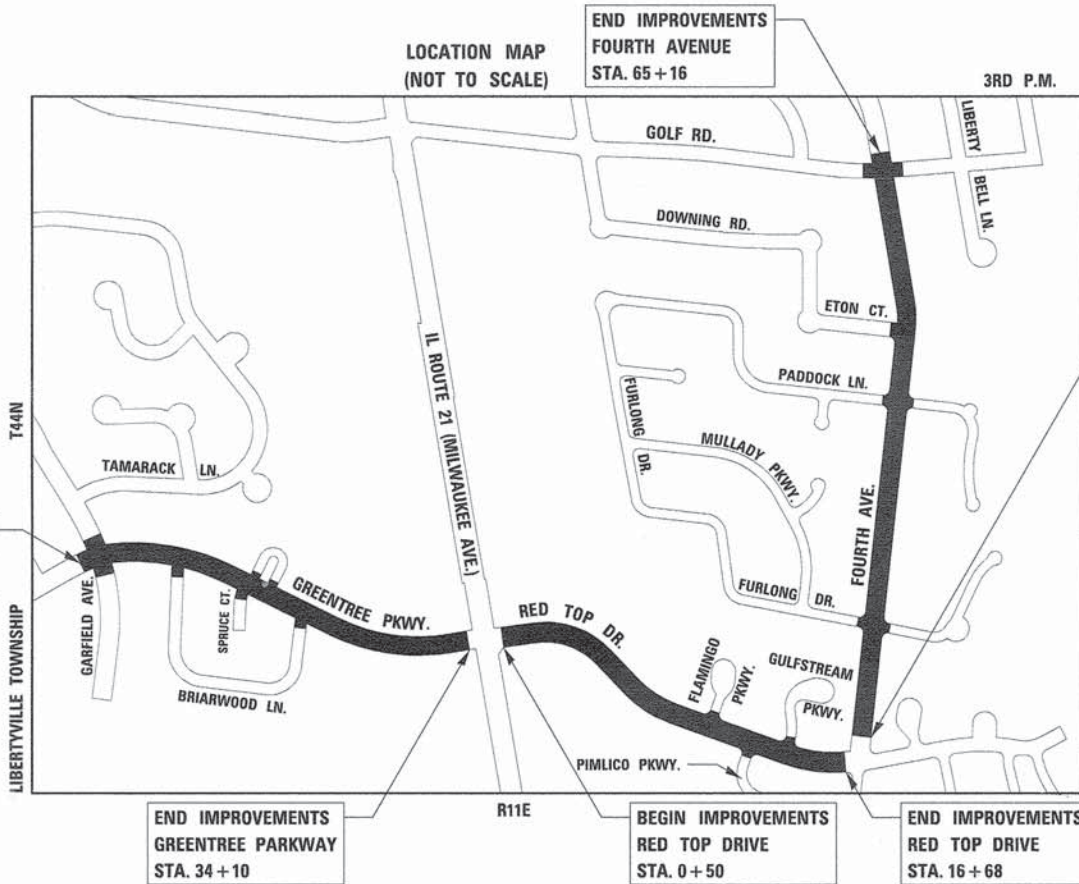 END IMPROVEMENTS
FOURTH AVENUE
STA. 65+16
LOCATION MAP
(NOT TO SCALE)
3RD P.M.
GOLF RD.
LIBERTY
BELL LN.
DOWNING RD.
ETON CT.
PADDOCK LN.
IL ROUTE 21 (MILWAUKEE AVE.)
FURLONG
DR.
MULLADY PKWY.
T44N
TAMARACK LN.
FOURTH AVE.
FURLONG DR.
GREENTREE PKWY.
RED TOP DR.
GARFIELD AVE.
SPRUCE CT.
BRIARWOOD LN.
FLAMINGO
PKWY.
GULFSTREAM
PKWY.
PIMLICO PKWY.
LIBERTYVILLE TOWNSHIP
R11E
END IMPROVEMENTS
GREENTREE PARKWAY
STA. 34+10
BEGIN IMPROVEMENTS
RED TOP DRIVE
STA. 0+50
END IMPROVEMENTS
RED TOP DRIVE
STA. 16+68